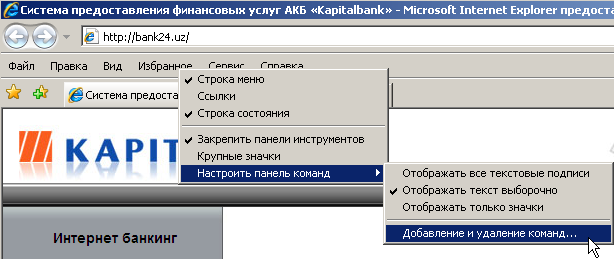 Система предоставления финансовых услуг АКБ «Kapitalbank» - Microsoft Internet Explorer предоста
http://bank24.uz/
Файл Правка Вид Избранное Сервис Справка
Строка меню
Ссылки
Строка состояния
Закрепить панели инструментов
Крупные значки
Настроить панель команд
Система предоста
KAPIT
Отображать все текстовые подписи
Отображать текст выборочно
Отображать только значки
Добавление и удаление команд...
Интернет банкинг